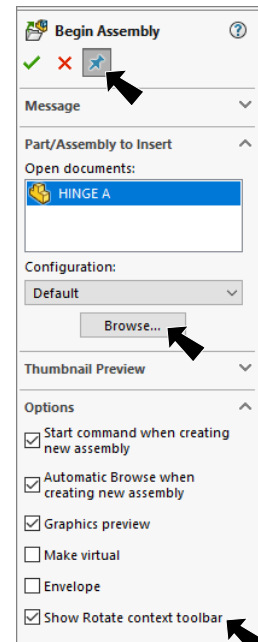 Begin Assembly
Message
Part/Assembly to Insert
Open documents:
HINGE A
Configuration:
Default
Browse...
Thumbnail Preview
Options
Start command when creating
new assembly
Automatic Browse when
creating new assembly
Graphics preview
Make virtual
Envelope
Show Rotate context toolbar